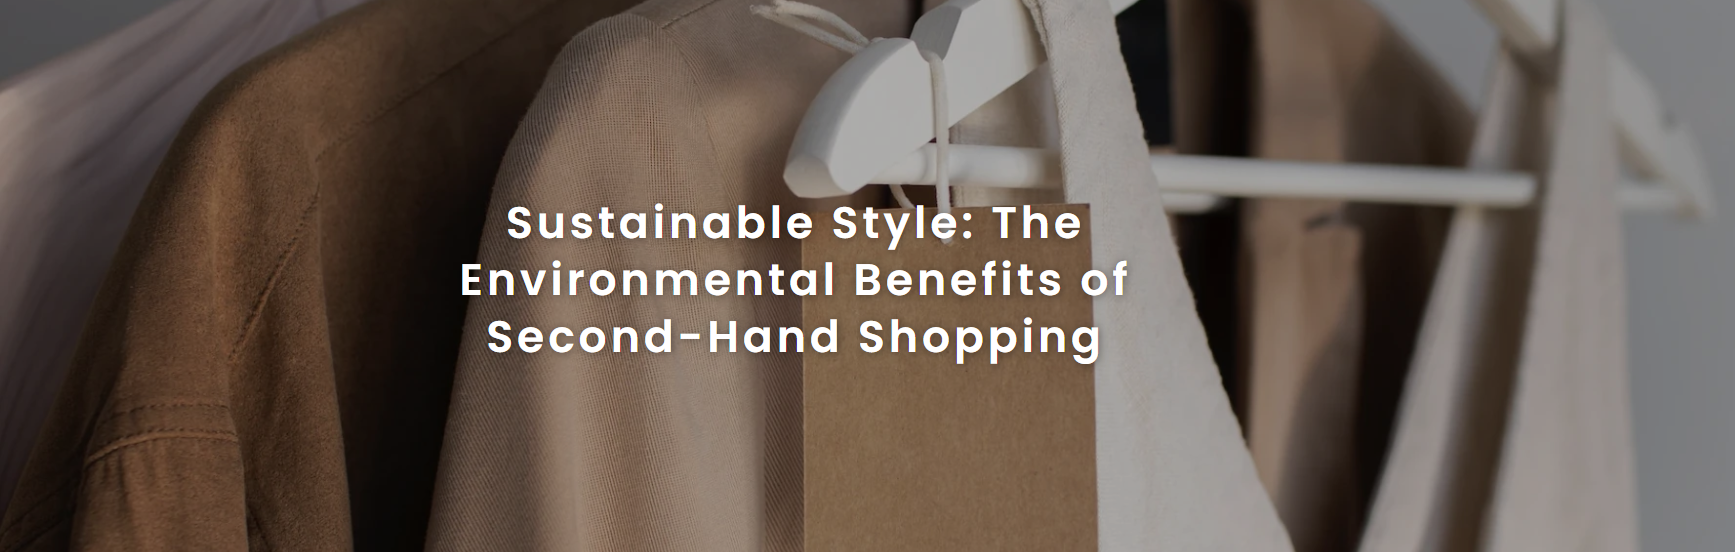 Sustainable Style: The
Environmental Benefits of
Second-Hand Shopping